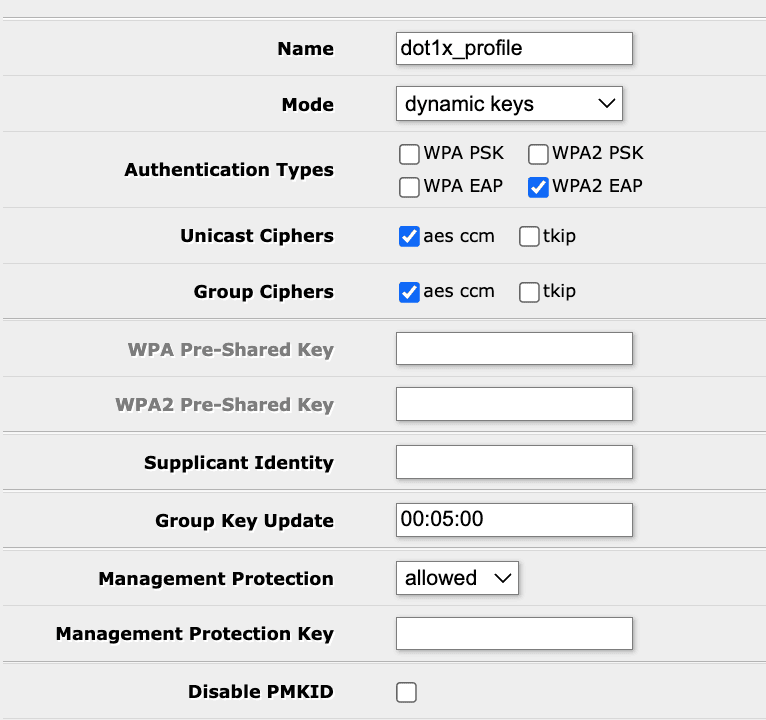 Name dot1x_profile
Mode dynamic keys
Authentication Types WPA PSK WPA2 PSK
WPA EAP WPA2 EAP
Unicast Ciphers aes ccm tkip
Group Ciphers aes ccm tkip
WPA Pre-Shared Key
WPA2 Pre-Shared Key
Supplicant Identity
Group Key Update 00:05:00
Management Protection allowed
Management Protection Key
Disable PMKID